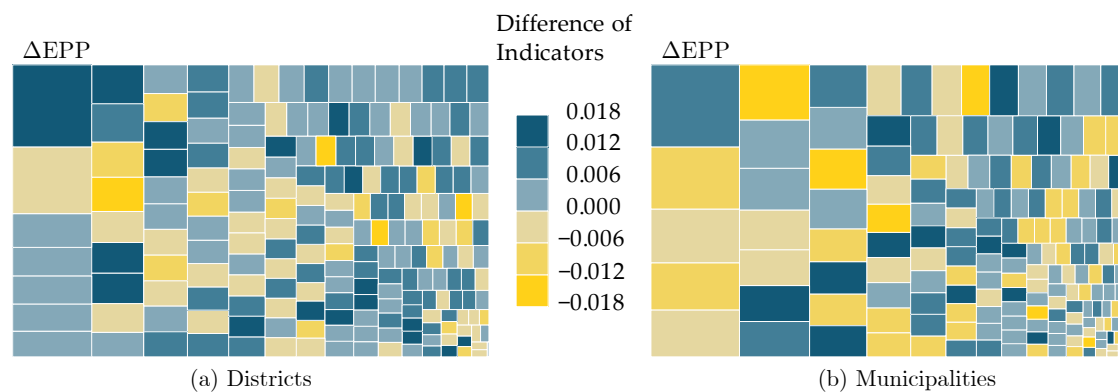 ΔEPP
Difference of
Indicators
ΔEPP
0.018
0.012
0.006
0.000
−0.006
−0.012
−0.018
(a) Districts
(b) Municipalities